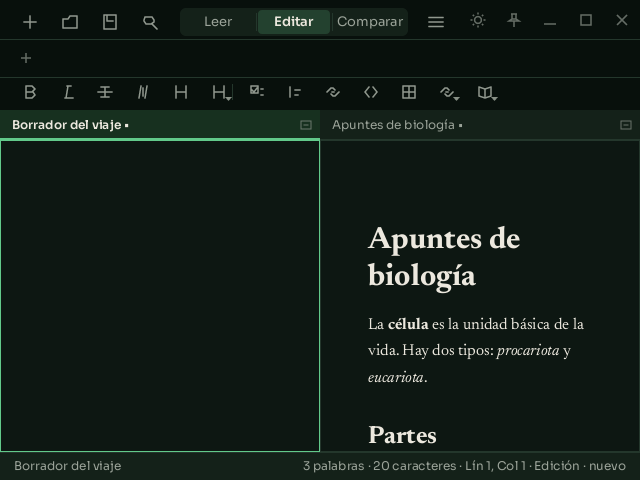 Leer Editar Comparar
Borrador del viaje •
Apuntes de biología •
Apuntes de
biología
La célula es la unidad básica de la
vida. Hay dos tipos: procariota y
eucariota.
Partes
Borrador del viaje
3 palabras · 20 caracteres · Lín 1, Col 1 · Edición · nuevo